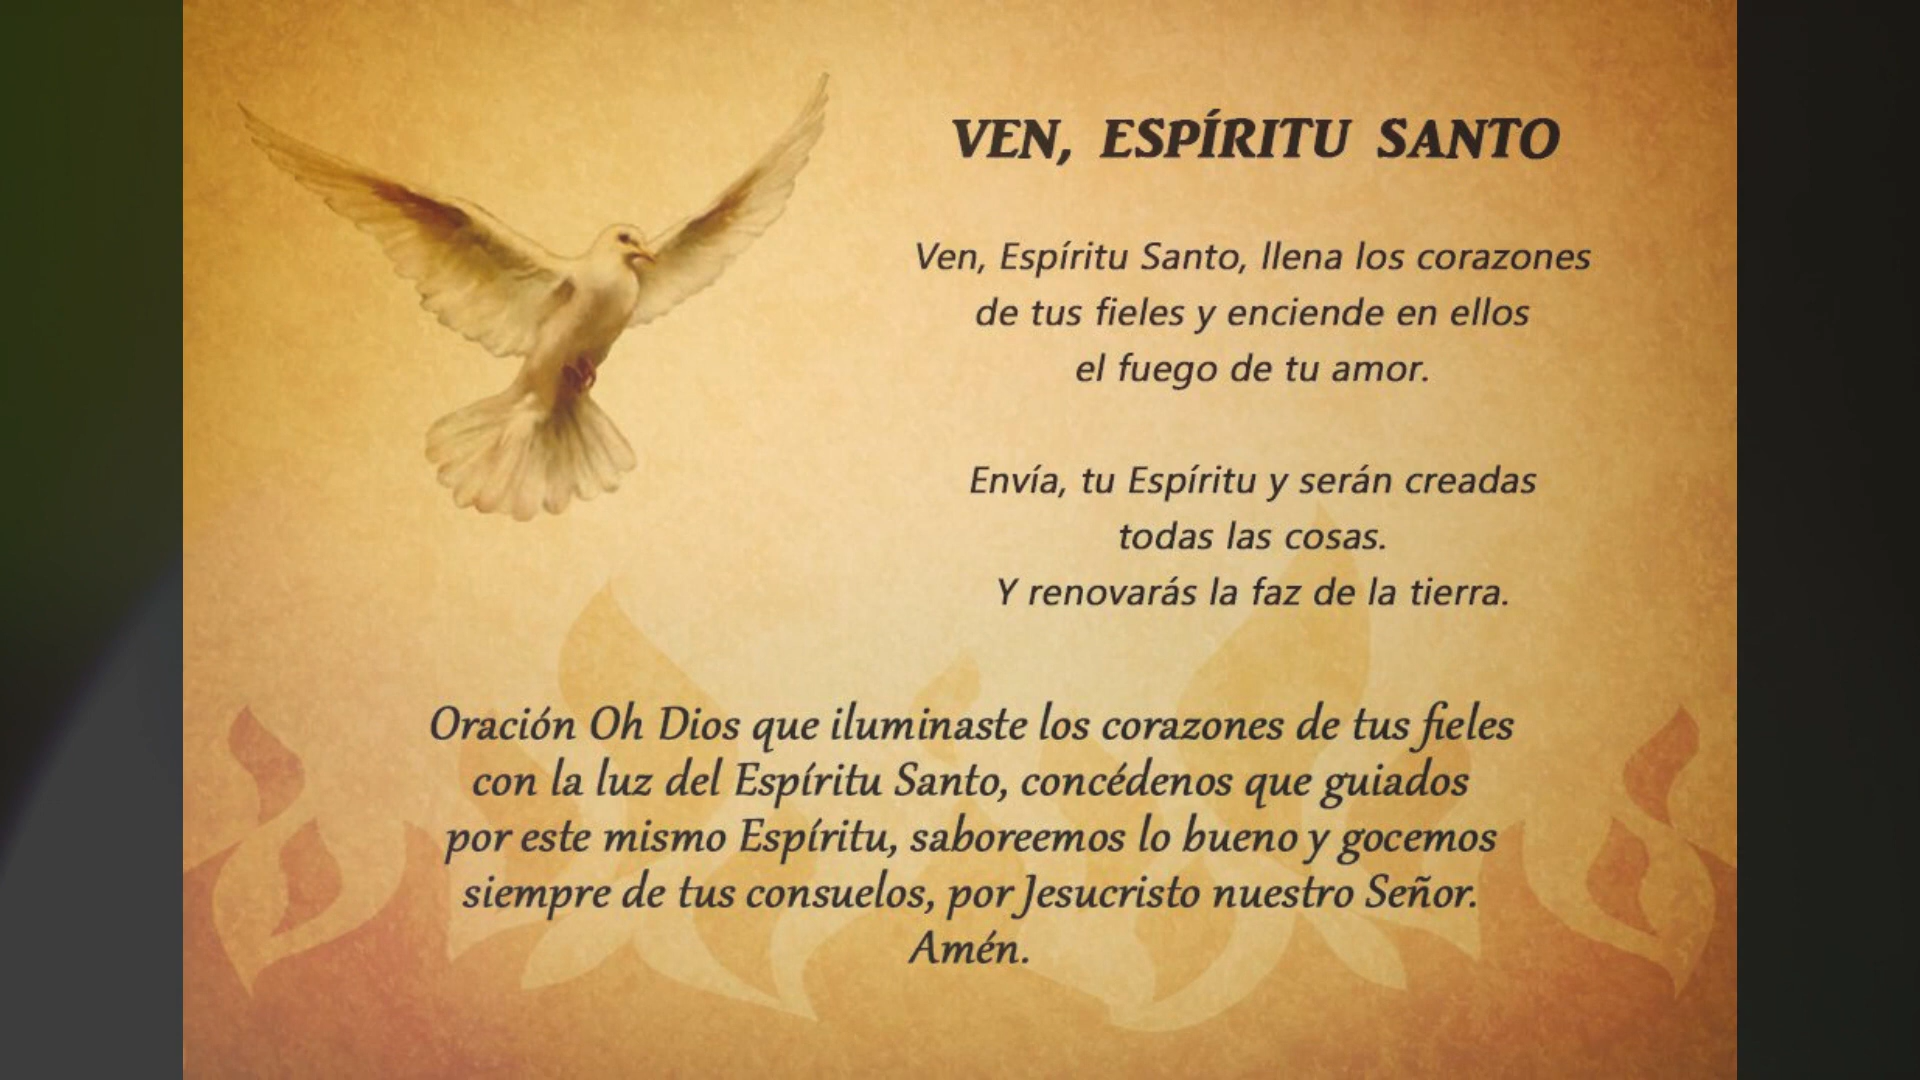 VEN, ESPÍRITU SANTO
Ven, Espíritu Santo, llena los corazones
de tus fieles y enciende en ellos
el fuego de tu amor.
Envía, tu Espíritu y serán creadas
todas las cosas.
Y renovarás la faz de la tierra.
Oración Oh Dios que iluminaste los corazones de tus fieles
con la luz del Espíritu Santo, concédenos que guiados
por este mismo Espíritu, saboreemos lo bueno y gocemos
siempre de tus consuelos, por Jesucristo nuestro Señor.
Amén.